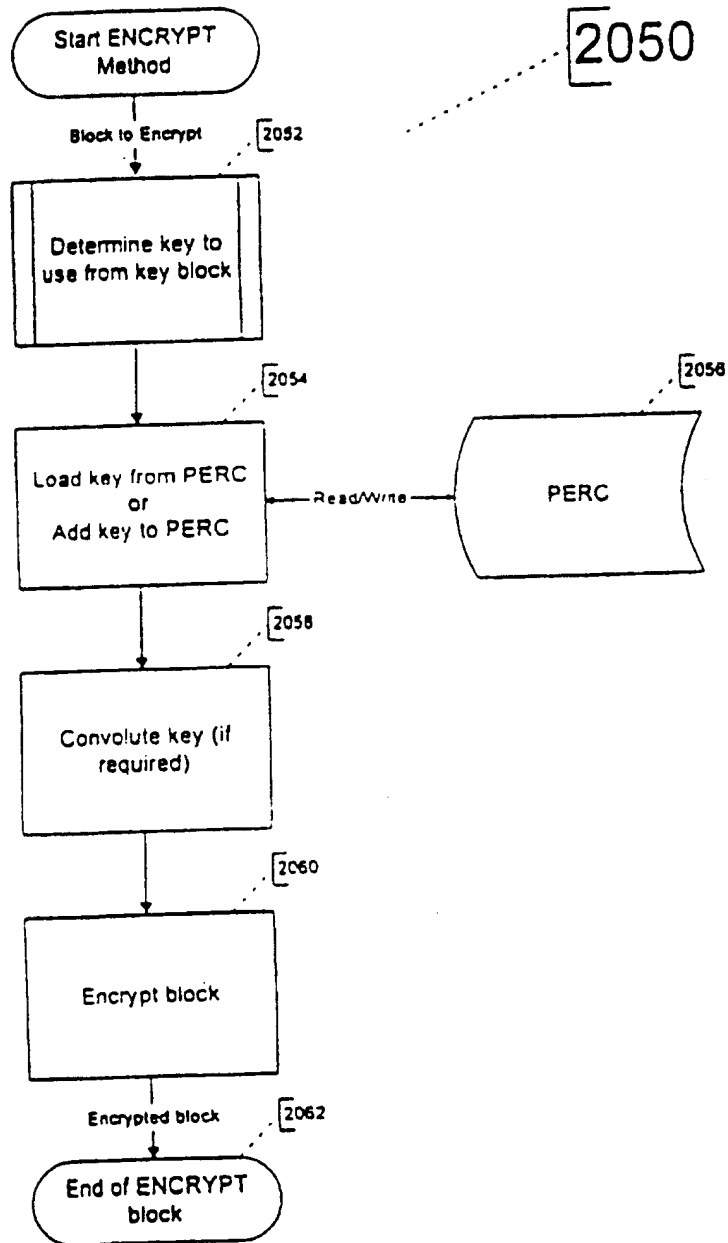 Start ENCRYPT
Method
2050
Block to Encrypt
2052
Determine key to
use from key block
2054
Load key from PERC
or
Add key to PERC
Read/Write
2056
PERC
2058
Convolute key (if
required)
2060
Encrypt block
Encrypted block
2062
End of ENCRYPT
block